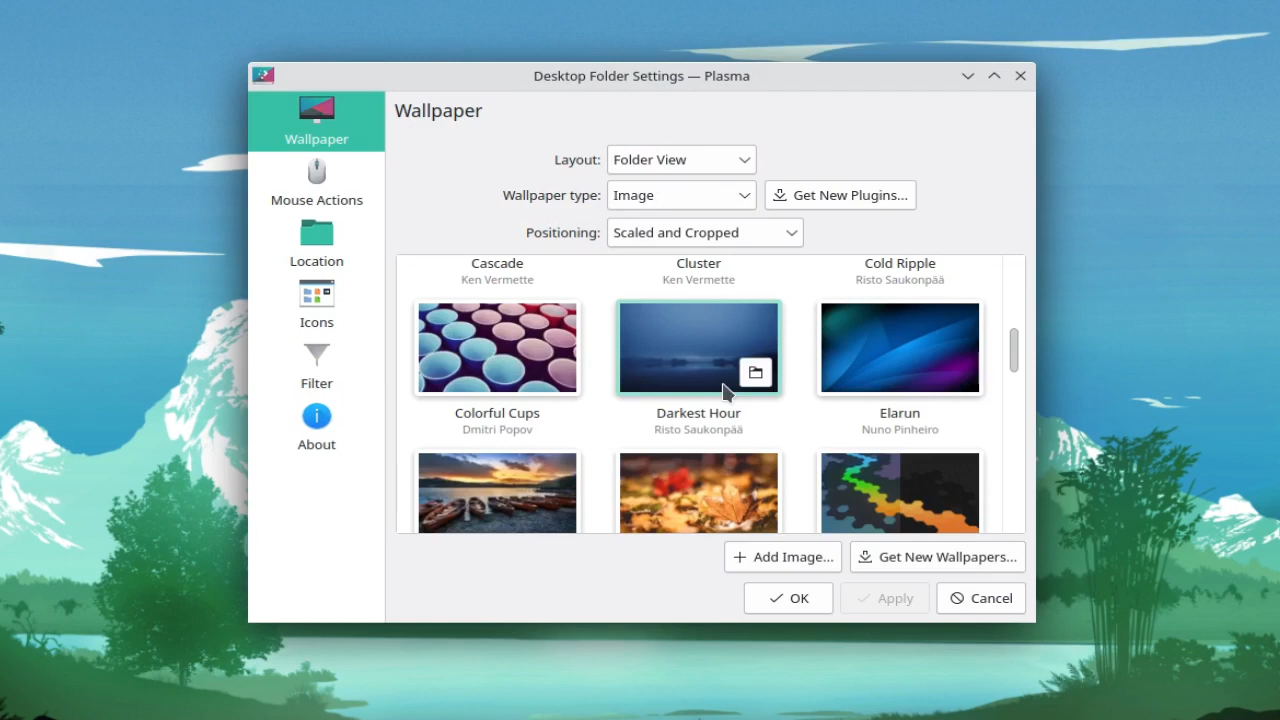 Desktop Folder Settings — Plasma
Wallpaper
Mouse Actions
Location
Icons
Filter
About
Wallpaper
Layout: Folder View
Wallpaper type: Image Get New Plugins...
Positioning: Scaled and Cropped
Cascade Cluster Cold Ripple
Ken Vermette Ken Vermette Risto Saukonpää
Colorful Cups Darkest Hour Elarun
Dmitri Popov Risto Saukonpää Nuno Pinheiro
Add Image... Get New Wallpapers...
OK Apply Cancel